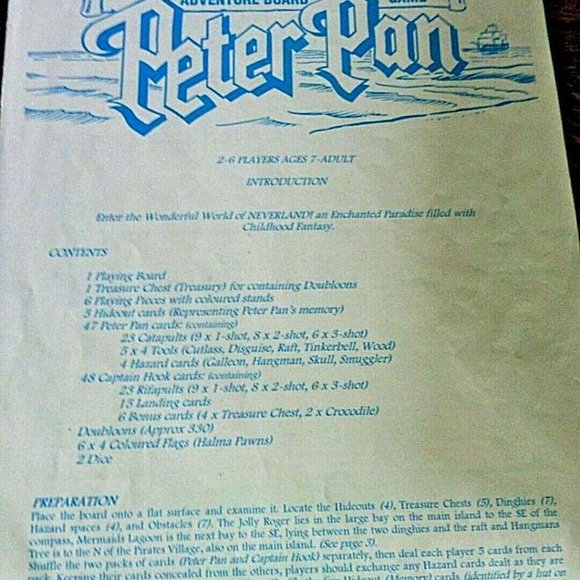 ADVENTURE BOARD GAME
Peter Pan
2-6 PLAYERS AGES 7-ADULT
INTRODUCTION
Enter the Wonderful World of NEVERLAND! an Enchanted Paradise filled with
Childhood Fantasy.
CONTENTS
1 Playing Board
1 Treasure Chest (Treasury) for containing Doubloons
6 Playing Pieces with coloured stands
5 Hideout cards (Representing Peter Pan's memory)
47 Peter Pan cards: (containing)
23 Catapults (9 x 1-shot, 8 x 2-shot, 6 x 3-shot)
5 x 4 Tools (Cutlass, Disguise, Raft, Tinkerbell, Wood)
4 Hazard cards (Galleon, Hangman, Skull, Smuggler)
48 Captain Hook cards: (containing)
23 Rifapults (9 x 1-shot, 8 x 2-shot, 6 x 3-shot)
15 Landing cards
6 Bonus cards (4 x Treasure Chest, 2 x Crocodile)
Doubloons (Approx 330)
6 x 4 Coloured Flags (Halma Pawns)
2 Dice
PREPARATION
Place the board onto a flat surface and examine it. Locate the Hideouts (4), Treasure Chests (5), Dinghies (7),
Hazard spaces (4), and Obstacles (7). The Jolly Roger lies in the large bay on the main island to the SE of the
compass, Mermaids Lagoon is the next bay to the SE, lying between the two dinghies and the raft and Hangmans
Tree is to the N of the Pirates Village, also on the main island. (See page 3).
Shuffle the two packs of cards (Peter Pan and Captain Hook) separately, then deal each player 5 cards from each
pack. Keeping their cards concealed from the others, players should exchange any Hazard cards dealt as they are
Hideout (Memory) cards (identified by a hut on